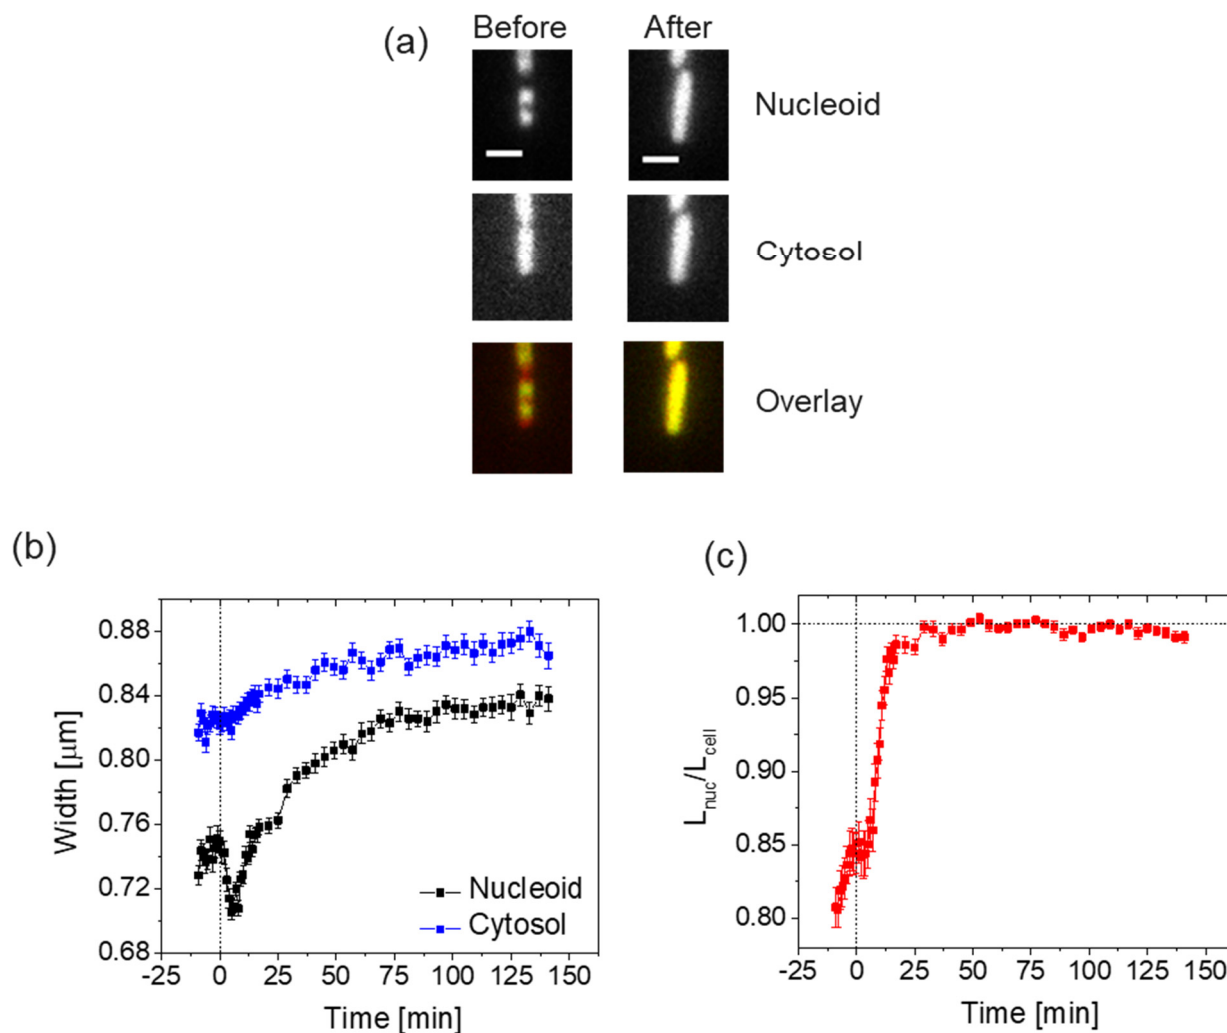 (a)
Before
After
Nucleoid
Cytosol
Overlay
(b)
Width [μm]
0.88
0.84
0.80
0.76
0.72
0.68
Nucleoid
Cytosol
-25 0 25 50 75 100 125 150
Time [min]
(c)
L_nuc/L_cell
1.00
0.95
0.90
0.85
0.80
-25 0 25 50 75 100 125 150
Time [min]